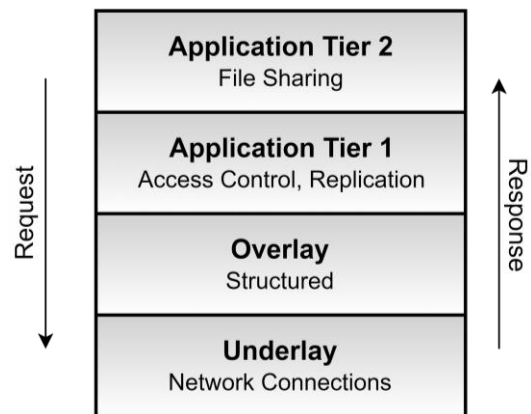 Application Tier 2
File Sharing
Application Tier 1
Access Control, Replication
Overlay
Structured
Underlay
Network Connections
Request
Response